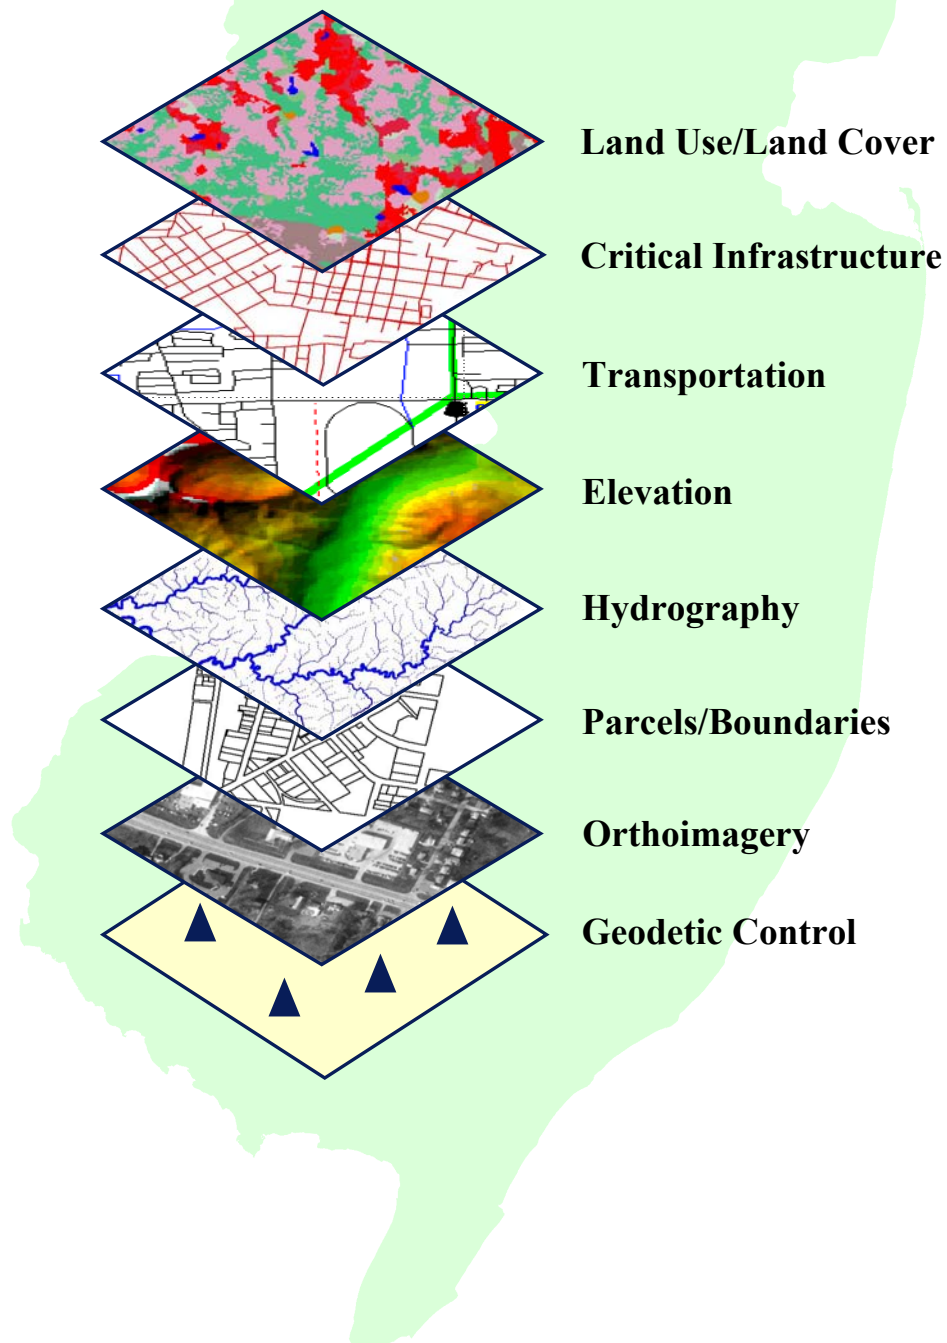 Land Use/Land Cover
Critical Infrastructure
Transportation
Elevation
Hydrography
Parcels/Boundaries
Orthoimagery
Geodetic Control